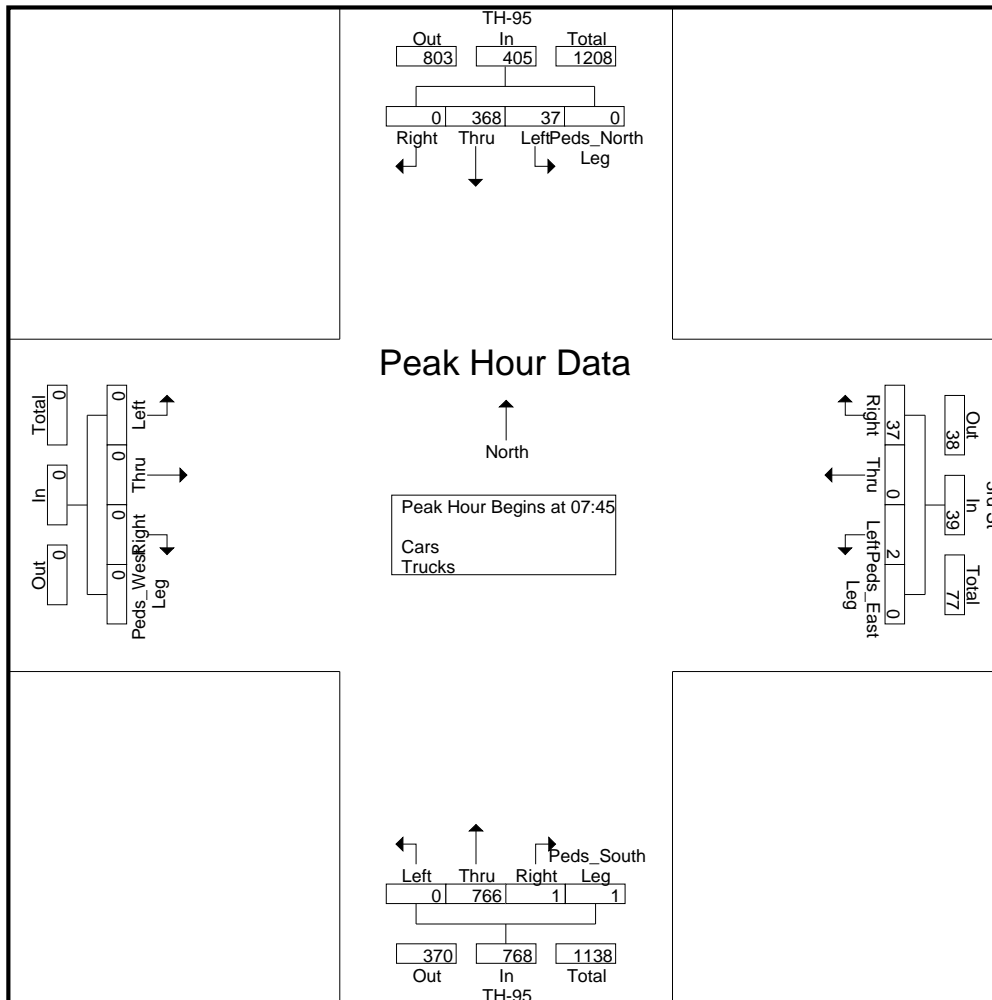 TH-95
Out In Total
803 405 1208
0 368 37 0
Right Thru Left Peds_North
Leg
Peak Hour Data
North
Peak Hour Begins at 07:45
Cars
Trucks
Total In Out
0 0 0
0 0 0 0
Left Thru Right Peds_West
Leg
Right Thru Left Peds_East
Leg
37 0 2 0
38 39 77
Out In Total
3rd St
Peds_South
Left Thru Right Leg
0 766 1 1
370 768 1138
Out In Total
TH-95